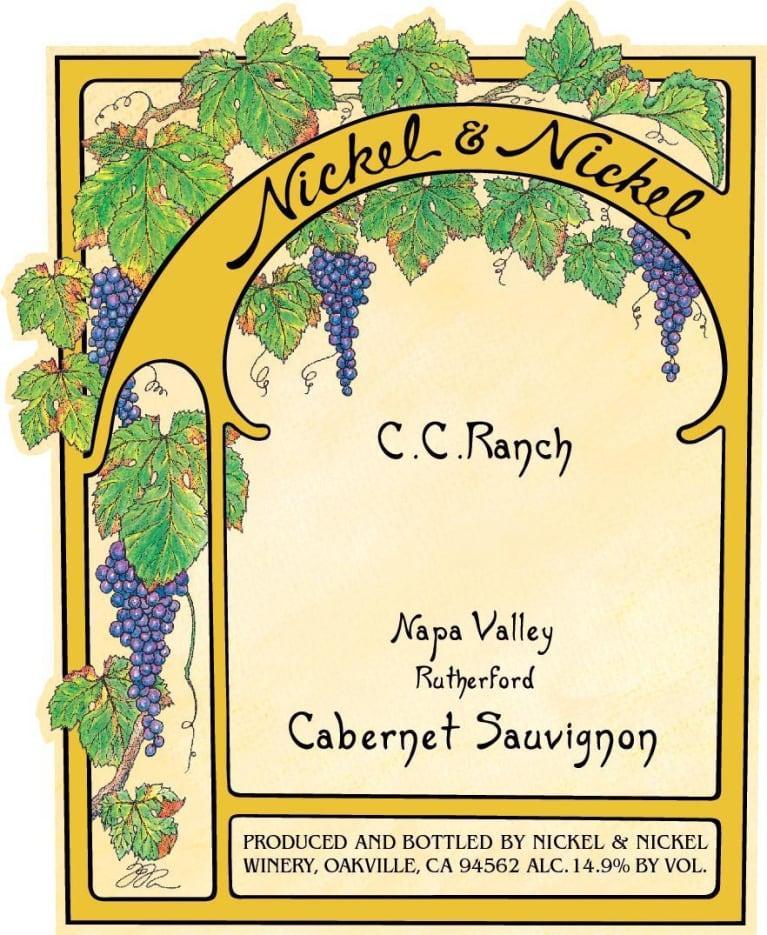 Nickel & Nickel
C.C. Ranch
Napa Valley
Rutherford
Cabernet Sauvignon
PRODUCED AND BOTTLED BY NICKEL & NICKEL
WINERY, OAKVILLE, CA 94562 ALC. 14.9% BY VOL.